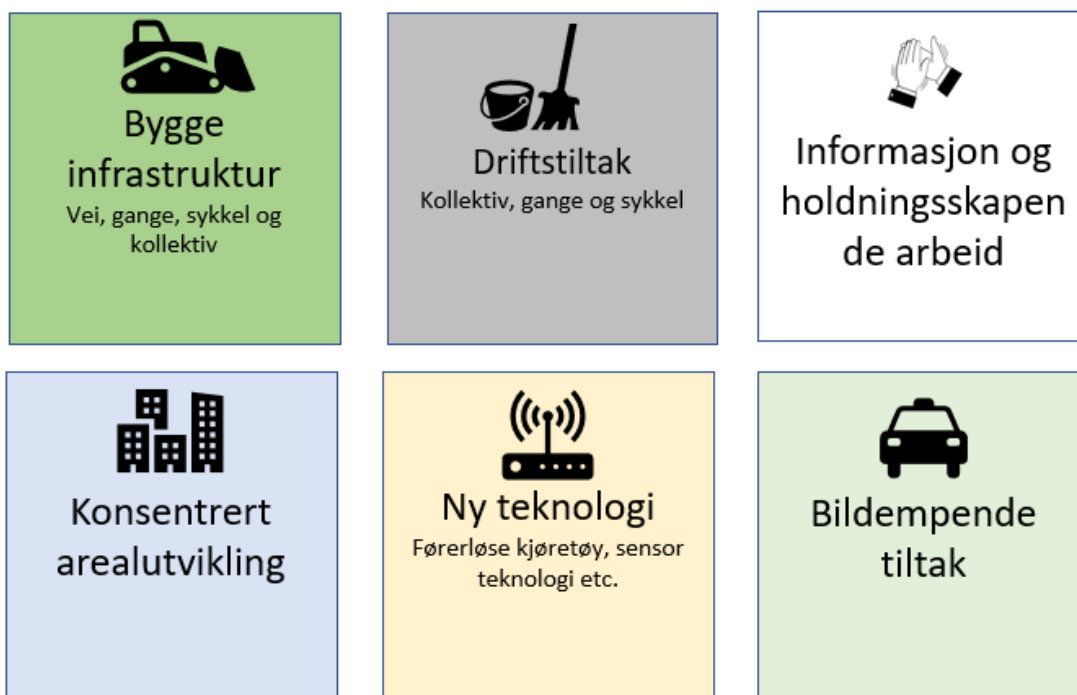 Bygge
infrastruktur
Vei, gange, sykkel og
kollektiv
Driftstiltak
Kollektiv, gange og sykkel
Informasjon og
holdningsskapen
de arbeid
Konsentrert
arealutvikling
Ny teknologi
Førerløse kjøretøy, sensor
teknologi etc.
Bildempende
tiltak